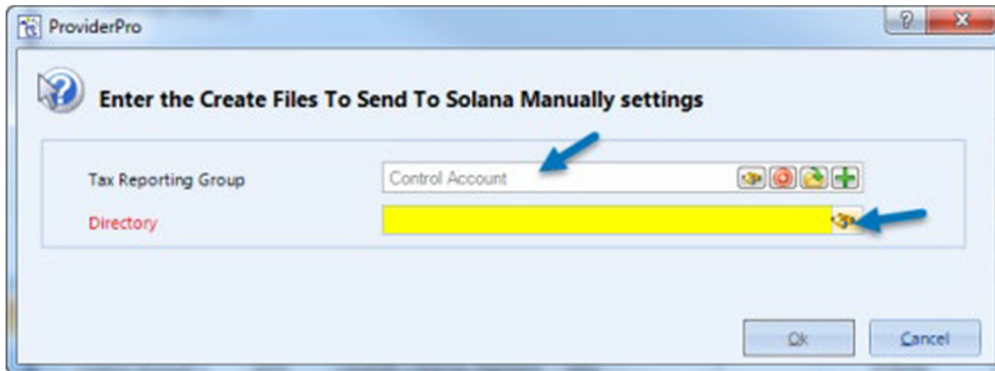 ProviderPro
Enter the Create Files To Send To Solana Manually settings
Tax Reporting Group
Control Account
Directory
Ok
Cancel